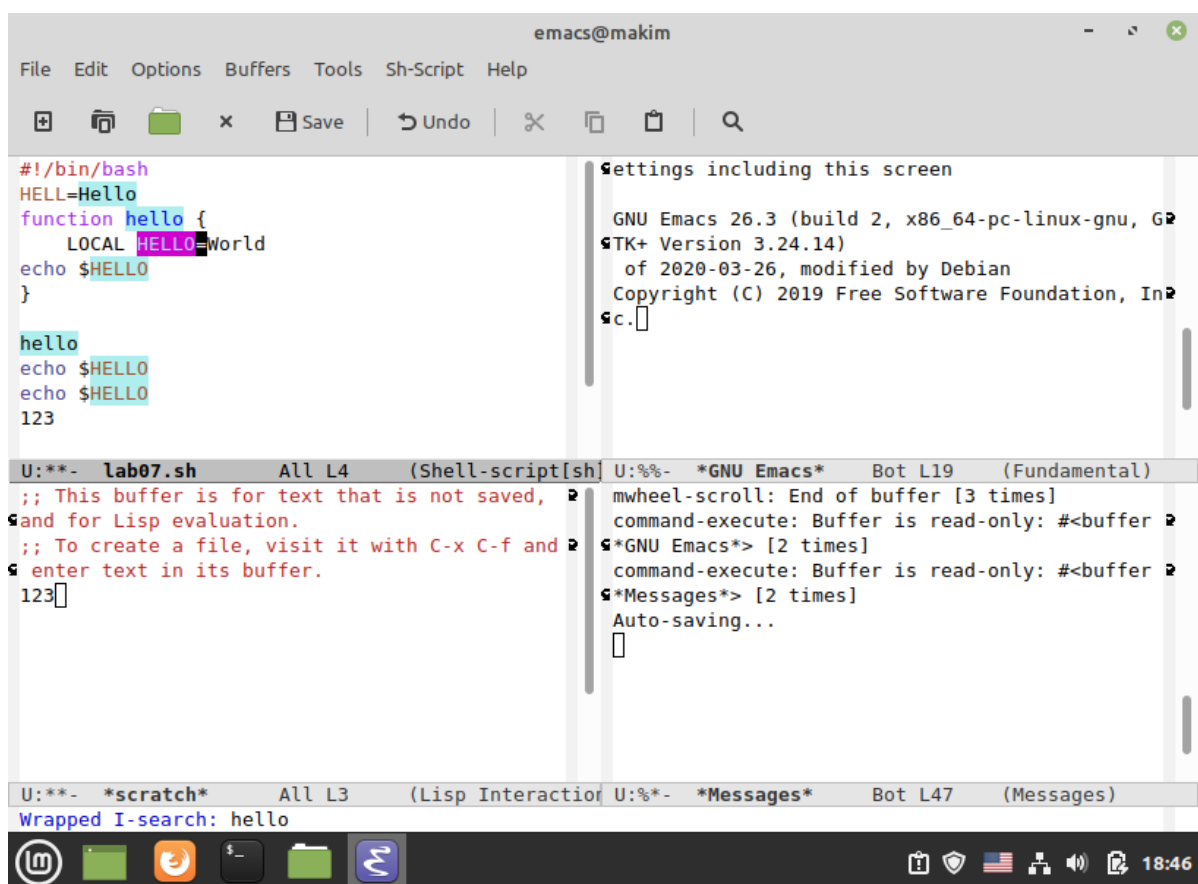 emacs@makim
File Edit Options Buffers Tools Sh-Script Help
Save Undo
#!/bin/bash
HELL=Hello
function hello {
    LOCAL HELLO=World
echo $HELLO
}
hello
echo $HELLO
echo $HELLO
123
U:**- lab07.sh All L4 (Shell-script[sh]
ettings including this screen
GNU Emacs 26.3 (build 2, x86_64-pc-linux-gnu, G
TK+ Version 3.24.14)
 of 2020-03-26, modified by Debian
Copyright (C) 2019 Free Software Foundation, In
c.
U:%%- *GNU Emacs* Bot L19 (Fundamental)
;; This buffer is for text that is not saved,
and for Lisp evaluation.
;; To create a file, visit it with C-x C-f and
 enter text in its buffer.
123
U:**- *scratch* All L3 (Lisp Interaction
mwheel-scroll: End of buffer [3 times]
command-execute: Buffer is read-only: #<buffer
*GNU Emacs*> [2 times]
command-execute: Buffer is read-only: #<buffer
*Messages*> [2 times]
Auto-saving...
U:%*- *Messages* Bot L47 (Messages)
Wrapped I-search: hello
lm $_ 18:46